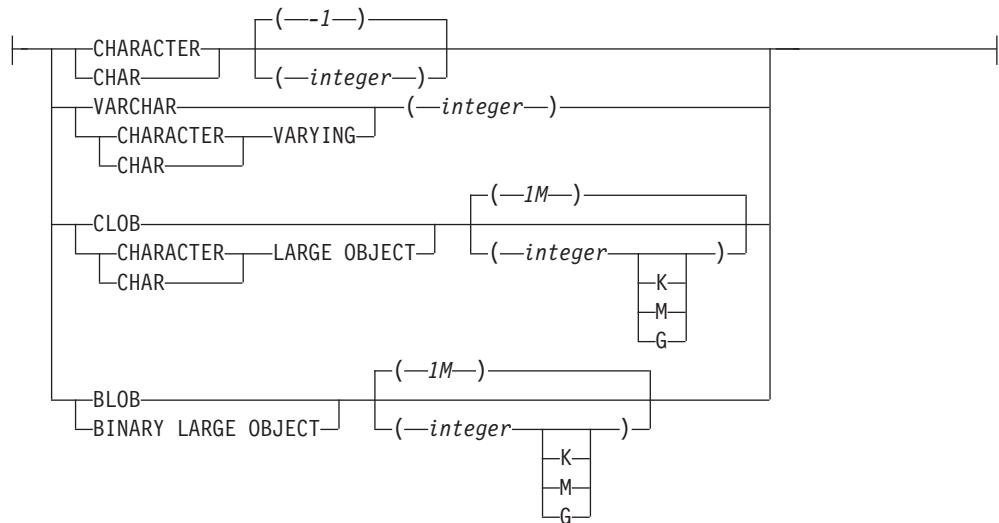 (-1)
CHARACTER
CHAR (integer)
VARCHAR (integer)
CHARACTER VARYING
CHAR
(1M)
CLOB
CHARACTER LARGE OBJECT (integer )
CHAR K
M
G
(1M)
BLOB
BINARY LARGE OBJECT (integer )
K
M
G